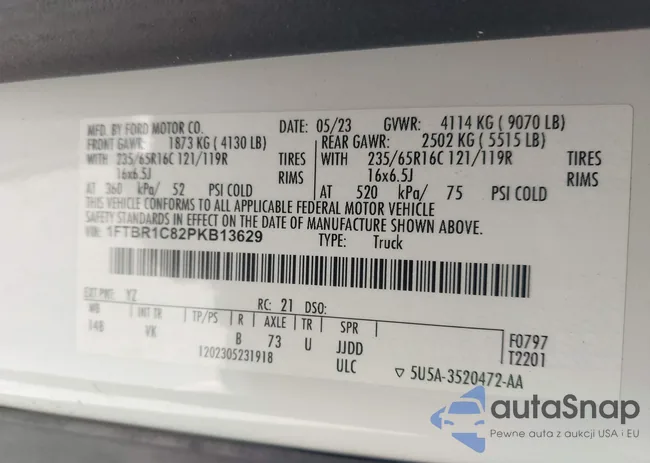 MFD. BY FORD MOTOR CO. DATE: 05/23 GVWR: 4114 KG ( 9070 LB)
FRONT GAWR: 1873 KG ( 4130 LB) REAR GAWR: 2502 KG ( 5515 LB)
WITH 235/65R16C 121/119R TIRES WITH 235/65R16C 121/119R TIRES
16x6.5J RIMS 16x6.5J RIMS
AT 360 kPa/ 52 PSI COLD AT 520 kPa/ 75 PSI COLD
THIS VEHICLE CONFORMS TO ALL APPLICABLE FEDERAL MOTOR VEHICLE
SAFETY STANDARDS IN EFFECT ON THE DATE OF MANUFACTURE SHOWN ABOVE.
VIN: 1FTBR1C82PKB13629 TYPE: Truck
EXT PNT: YZ RC: 21 DSO:
WB INT TR TP/PS R AXLE TR SPR
148 VK B 73 U JJDD
1202305231918 ULC
F0797
T2201
▽ 5U5A-3520472-AA
autaSnap
Pewne auta z aukcji USA i EU